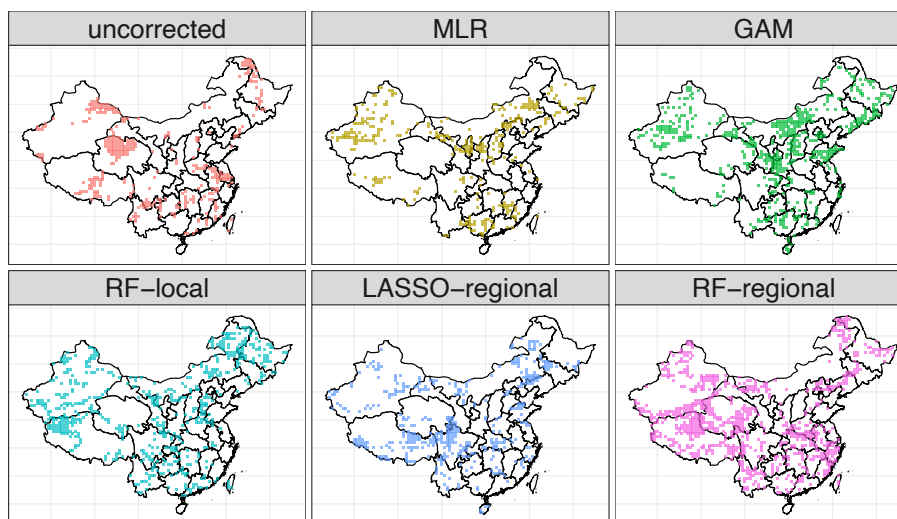 uncorrected
MLR
GAM
RF-local
LASSO-regional
RF-regional